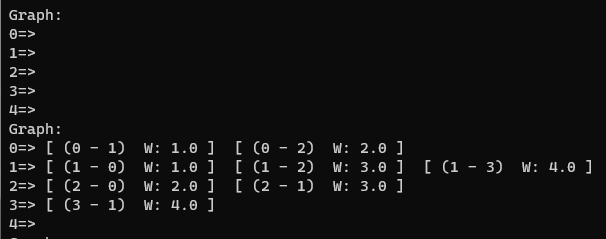 Graph:
0=>
1=>
2=>
3=>
4=>
Graph:
0=> [ (0 - 1)  W: 1.0 ]  [ (0 - 2)  W: 2.0 ]
1=> [ (1 - 0)  W: 1.0 ]  [ (1 - 2)  W: 3.0 ]  [ (1 - 3)  W: 4.0 ]
2=> [ (2 - 0)  W: 2.0 ]  [ (2 - 1)  W: 3.0 ]
3=> [ (3 - 1)  W: 4.0 ]
4=>